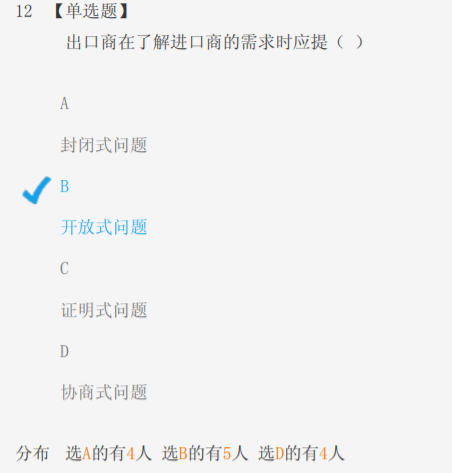 12 【单选题】
出口商在了解进口商的需求时应提（ ）
A
封闭式问题
B
开放式问题
C
证明式问题
D
协商式问题
分布 选A的有4人 选B的有5人 选D的有4人